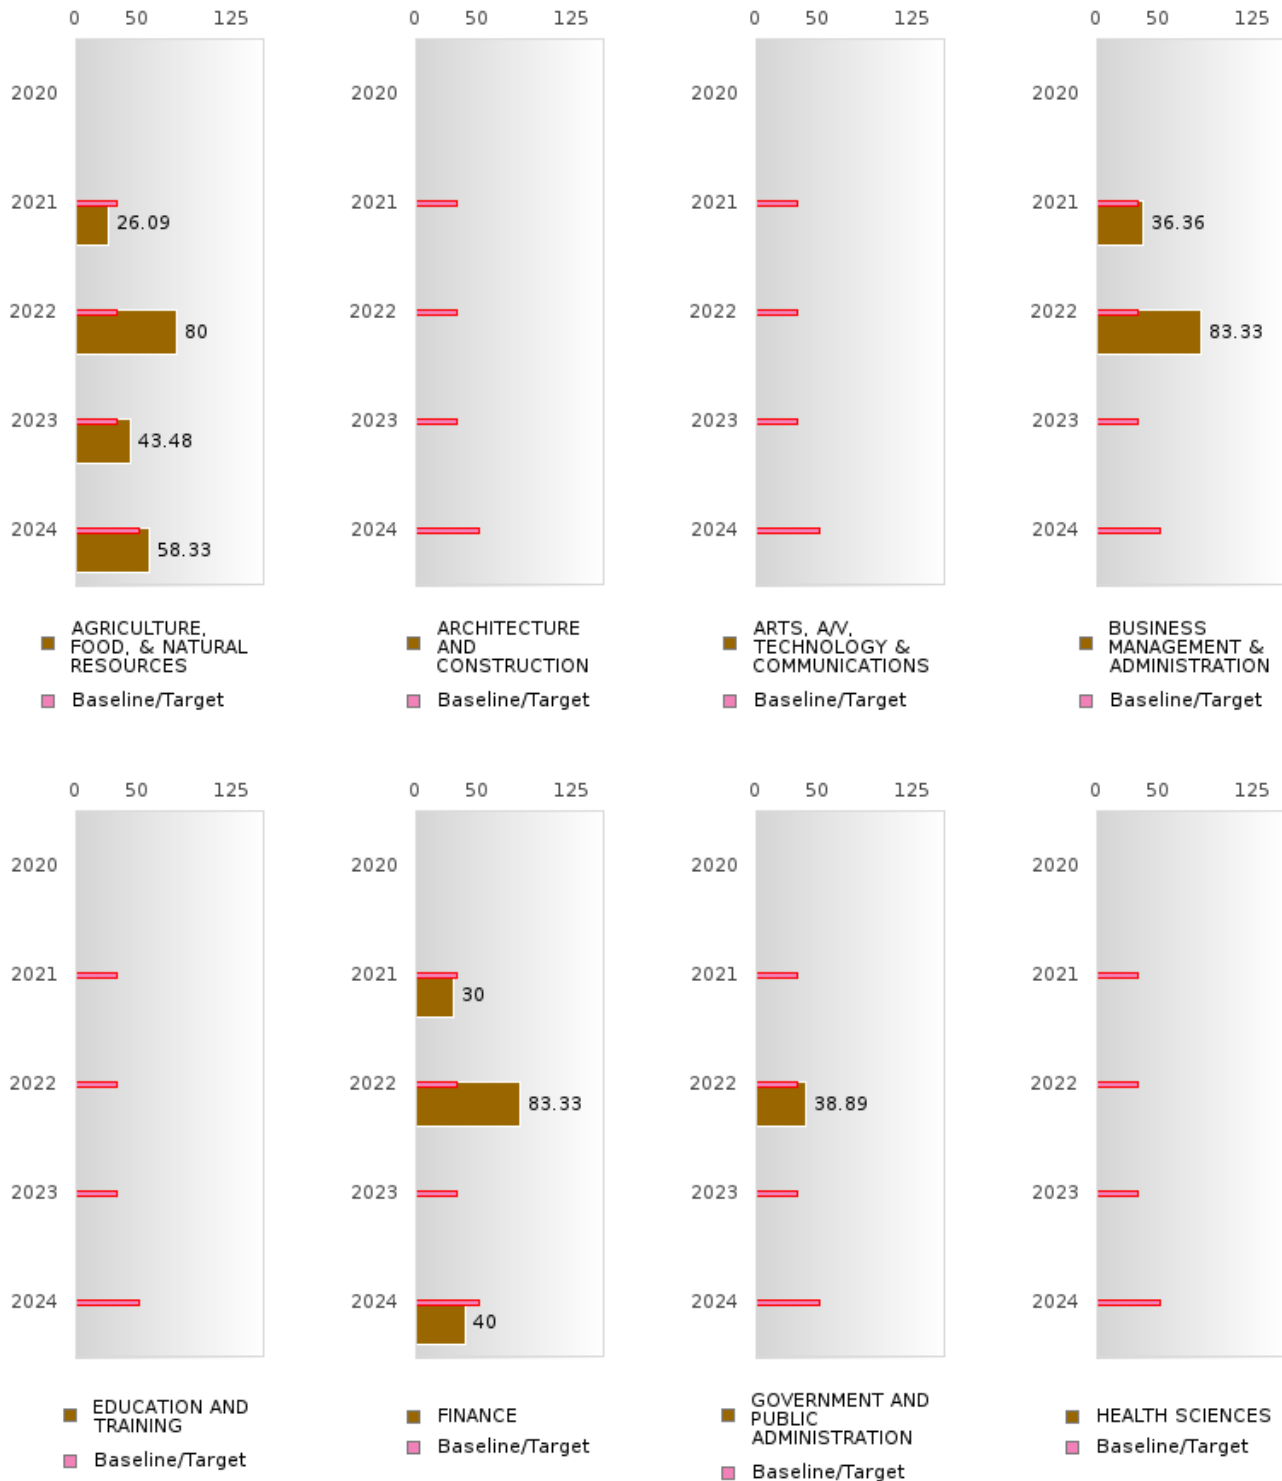 0 50 125
0 50 125
0 50 125
0 50 125
2020
2020
2020
2020
2021
26.09
2021
2021
2021
36.36
2022
80
2022
2022
2022
83.33
2023
43.48
2023
2023
2023
2024
58.33
2024
2024
2024
AGRICULTURE,
FOOD, & NATURAL
RESOURCES
Baseline/Target
ARCHITECTURE
AND
CONSTRUCTION
Baseline/Target
ARTS, A/V,
TECHNOLOGY &
COMMUNICATIONS
Baseline/Target
BUSINESS
MANAGEMENT &
ADMINISTRATION
Baseline/Target
0 50 125
0 50 125
0 50 125
0 50 125
2020
2020
2020
2020
2021
2021
30
2021
2021
2022
2022
83.33
2022
38.89
2022
2023
2023
2023
2023
2024
2024
40
2024
2024
EDUCATION AND
TRAINING
Baseline/Target
FINANCE
Baseline/Target
GOVERNMENT AND
PUBLIC
ADMINISTRATION
Baseline/Target
HEALTH SCIENCES
Baseline/Target